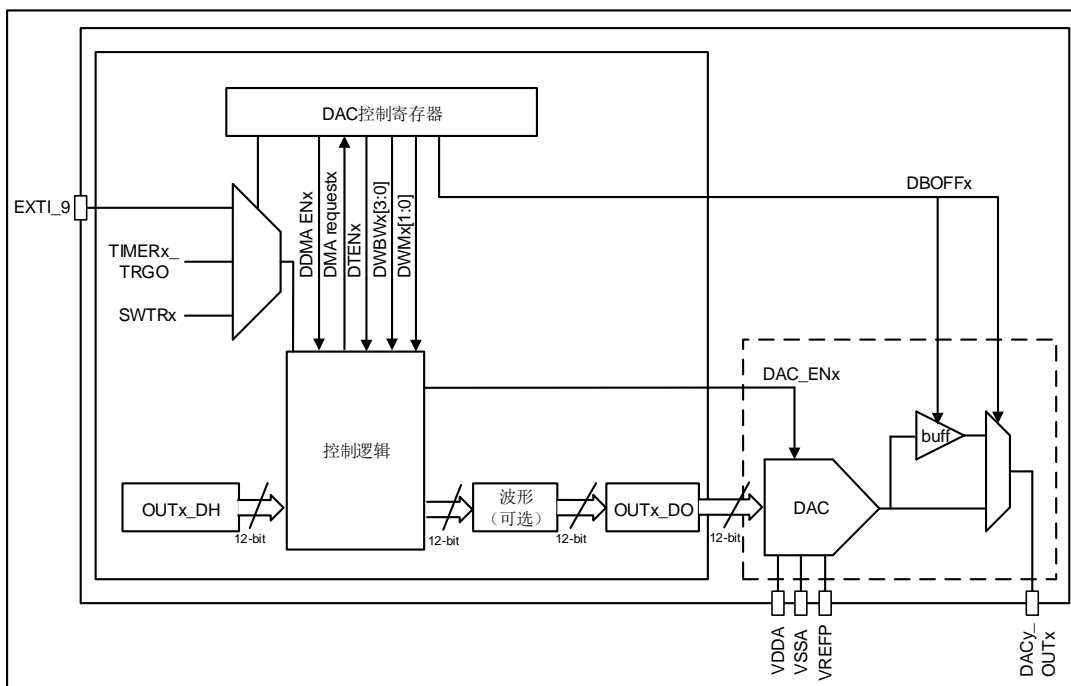 DAC控制寄存器
DBOFFx
EXTI_9
TIMERx_
TRGO
SWTRx
DDMA ENx
DMA requestx
DTENx
DWBWx[3:0]
DWMx[1:0]
DAC_ENx
buff
控制逻辑
OUTx_DH
12-bit
12-bit
波形
（可选）
12-bit
OUTx_DO
12-bit
DAC
VDDA
VSSA
VREFP
DACy_
OUTx